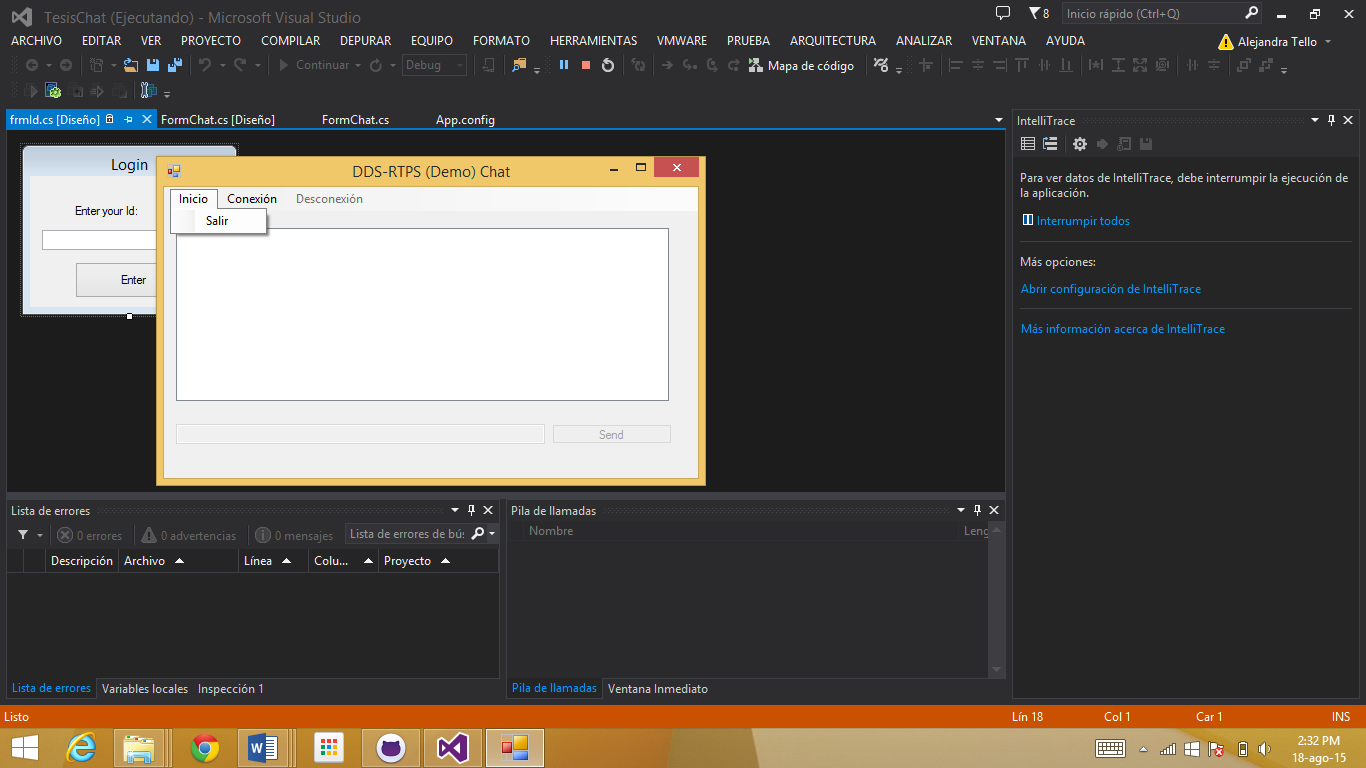 TesisChat (Ejecutando) - Microsoft Visual Studio
8
Inicio rápido (Ctrl+Q)
ARCHIVO EDITAR VER PROYECTO COMPILAR DEPURAR EQUIPO FORMATO HERRAMIENTAS VMWARE PRUEBA ARQUITECTURA ANALIZAR VENTANA AYUDA
Alejandra Tello
Continuar
Debug
Mapa de código
frmId.cs [Diseño] FormChat.cs [Diseño] FormChat.cs App.config
Login
Enter your Id:
Enter
DDS-RTPS (Demo) Chat
Inicio Conexión Desconexión
Salir
Send
IntelliTrace
Para ver datos de IntelliTrace, debe interrumpir la ejecución de
la aplicación.
Interrumpir todos
Más opciones:
Abrir configuración de IntelliTrace
Más información acerca de IntelliTrace
Lista de errores
0 errores 0 advertencias 0 mensajes Lista de errores de bú
Descripción Archivo Línea Colu... Proyecto
Lista de errores Variables locales Inspección 1
Pila de llamadas
Nombre Leng
Pila de llamadas Ventana Inmediato
Listo Lín 18 Col 1 Car 1 INS
2:32 PM
18-ago-15